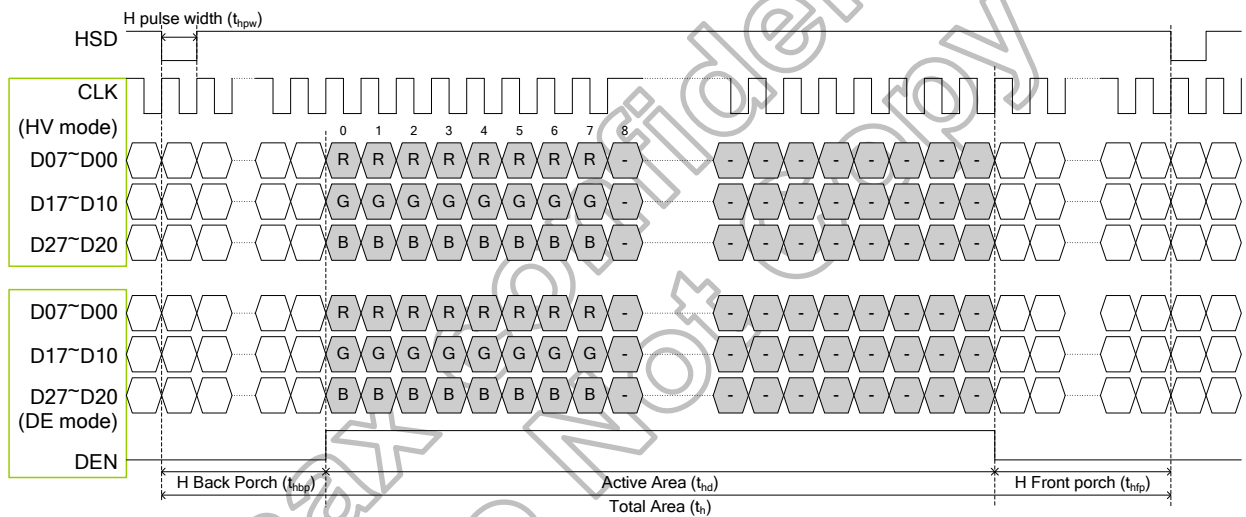 H pulse width (thpw)
HSD
CLK
(HV mode)
0 1 2 3 4 5 6 7 8
D07~D00 R R R R R R R R - - - - - - - - -
D17~D10 G G G G G G G G - - - - - - - - -
D27~D20 B B B B B B B B - - - - - - - - -
D07~D00 R R R R R R R R - - - - - - - - -
D17~D10 G G G G G G G G - - - - - - - - -
D27~D20 B B B B B B B B - - - - - - - - -
(DE mode)
DEN
H Back Porch (thbp) Active Area (thd) H Front porch (thfp)
Total Area (th)
Not Copy